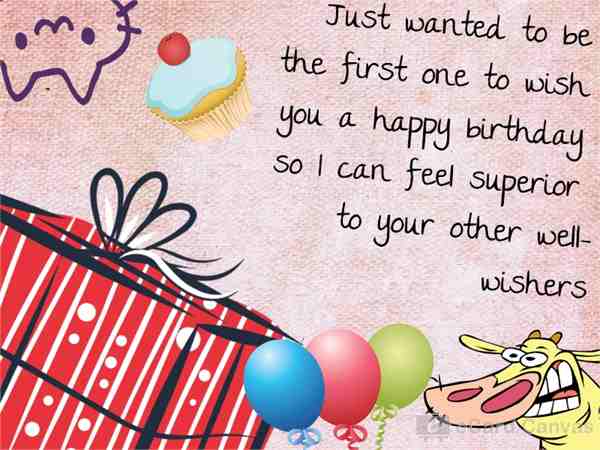 Just wanted to be
the first one to wish
you a happy birthday
so I can feel superior
to your other well-
wishers
eCard Canvas